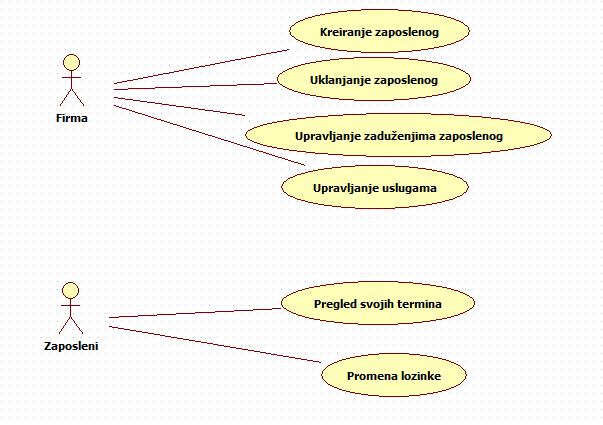 Kreiranje zaposlenog
Uklanjanje zaposlenog
Firma
Upravljanje zaduženjima zaposlenog
Upravljanje uslugama
Pregled svojih termina
Zaposleni
Promena lozinke